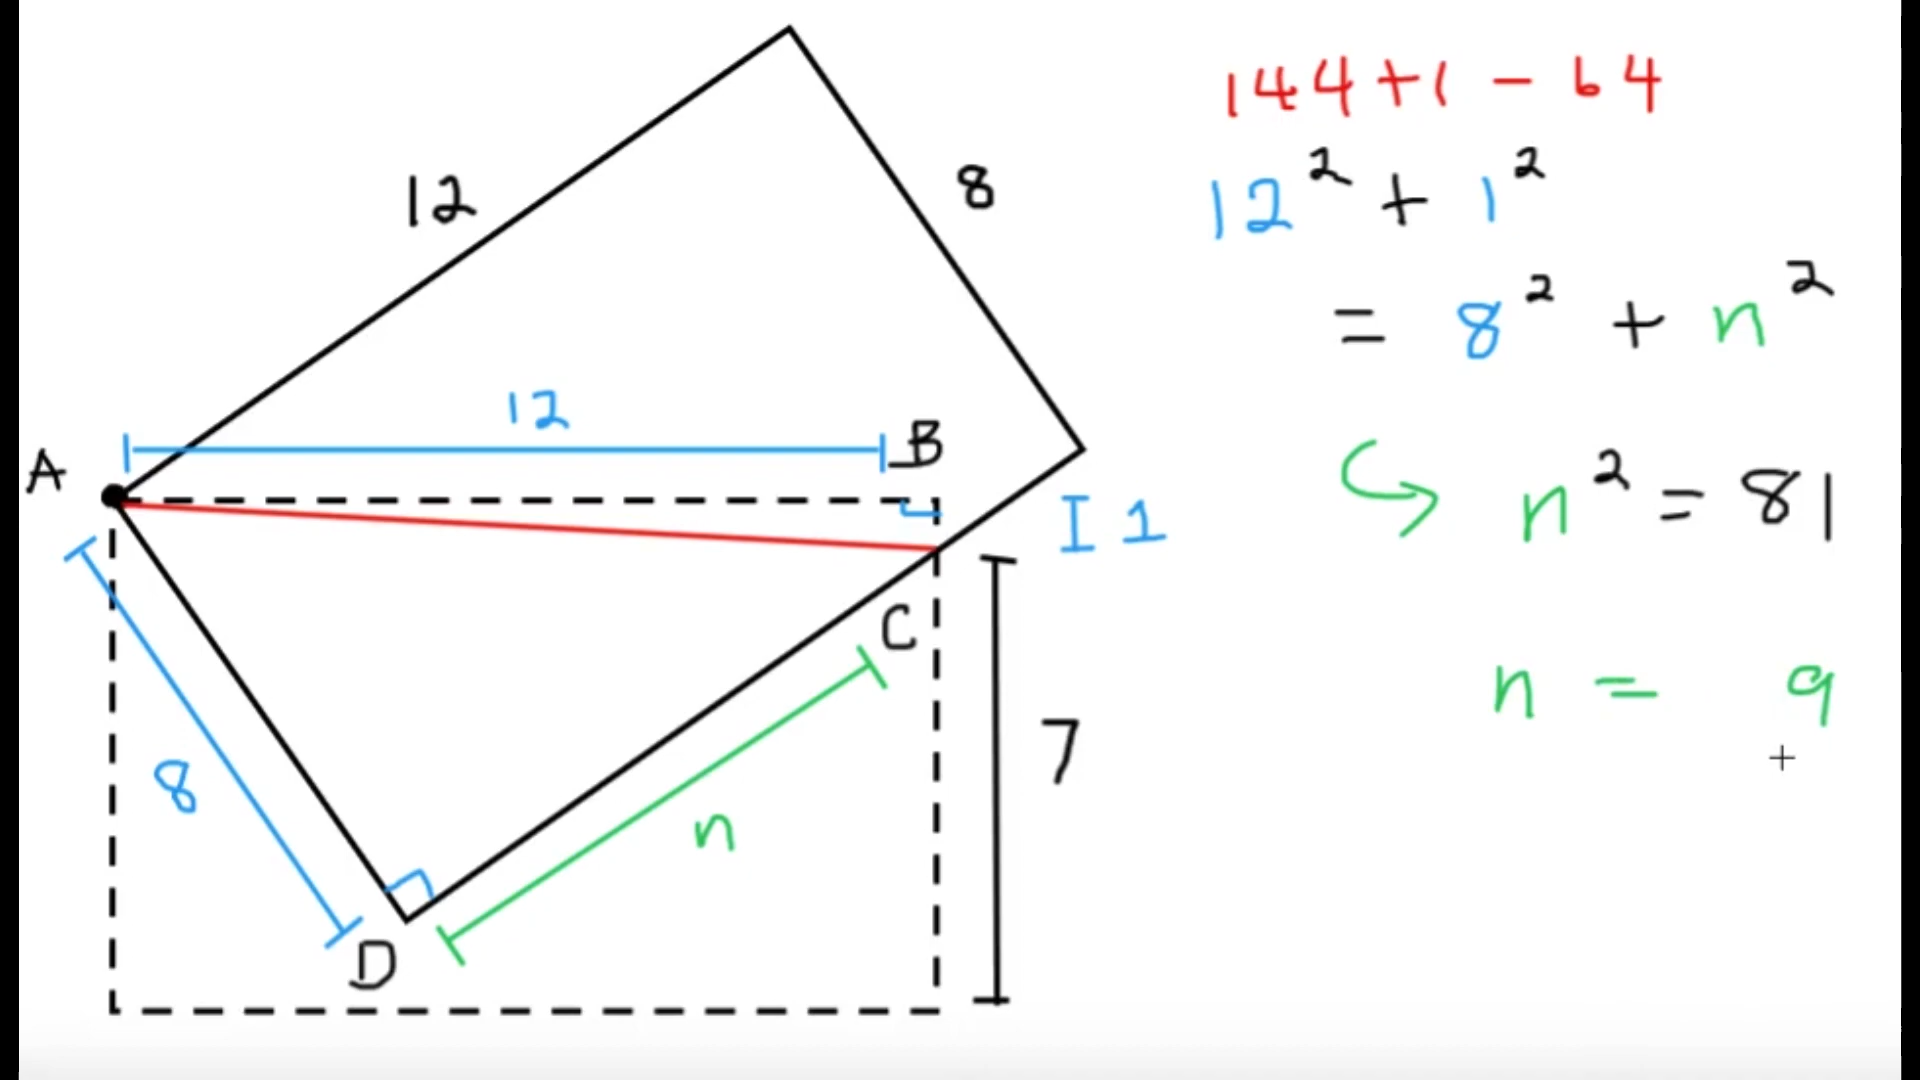 144+1-64
12² + 1²
= 8² + n²
n² = 81
n = 9
12
8
12
A
B
I 1
C
7
8
n
D